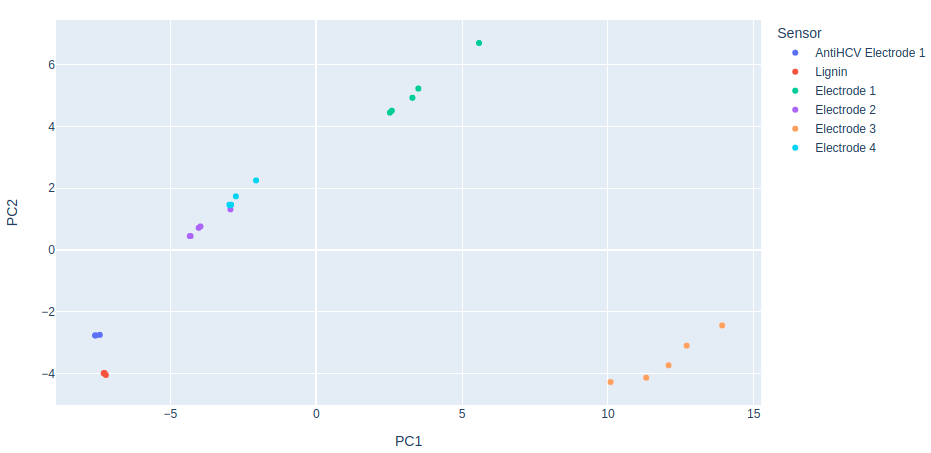 Sensor
AntiHCV Electrode 1
Lignin
Electrode 1
Electrode 2
Electrode 3
Electrode 4
PC2
6
4
2
0
−2
−4
−5
0
5
10
15
PC1